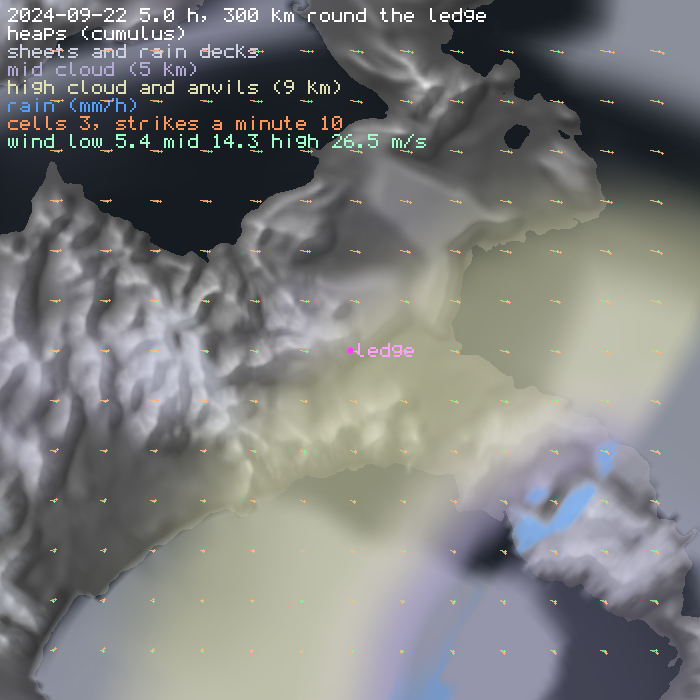 2024-09-22 5.0 h, 300 km round the ledge
heaps (cumulus)
sheets and rain decks
mid cloud (5 km)
high cloud and anvils (9 km)
rain (mm/h)
cells 3, strikes a minute 10
wind low 5.4 mid 14.3 high 26.5 m/s
ledge